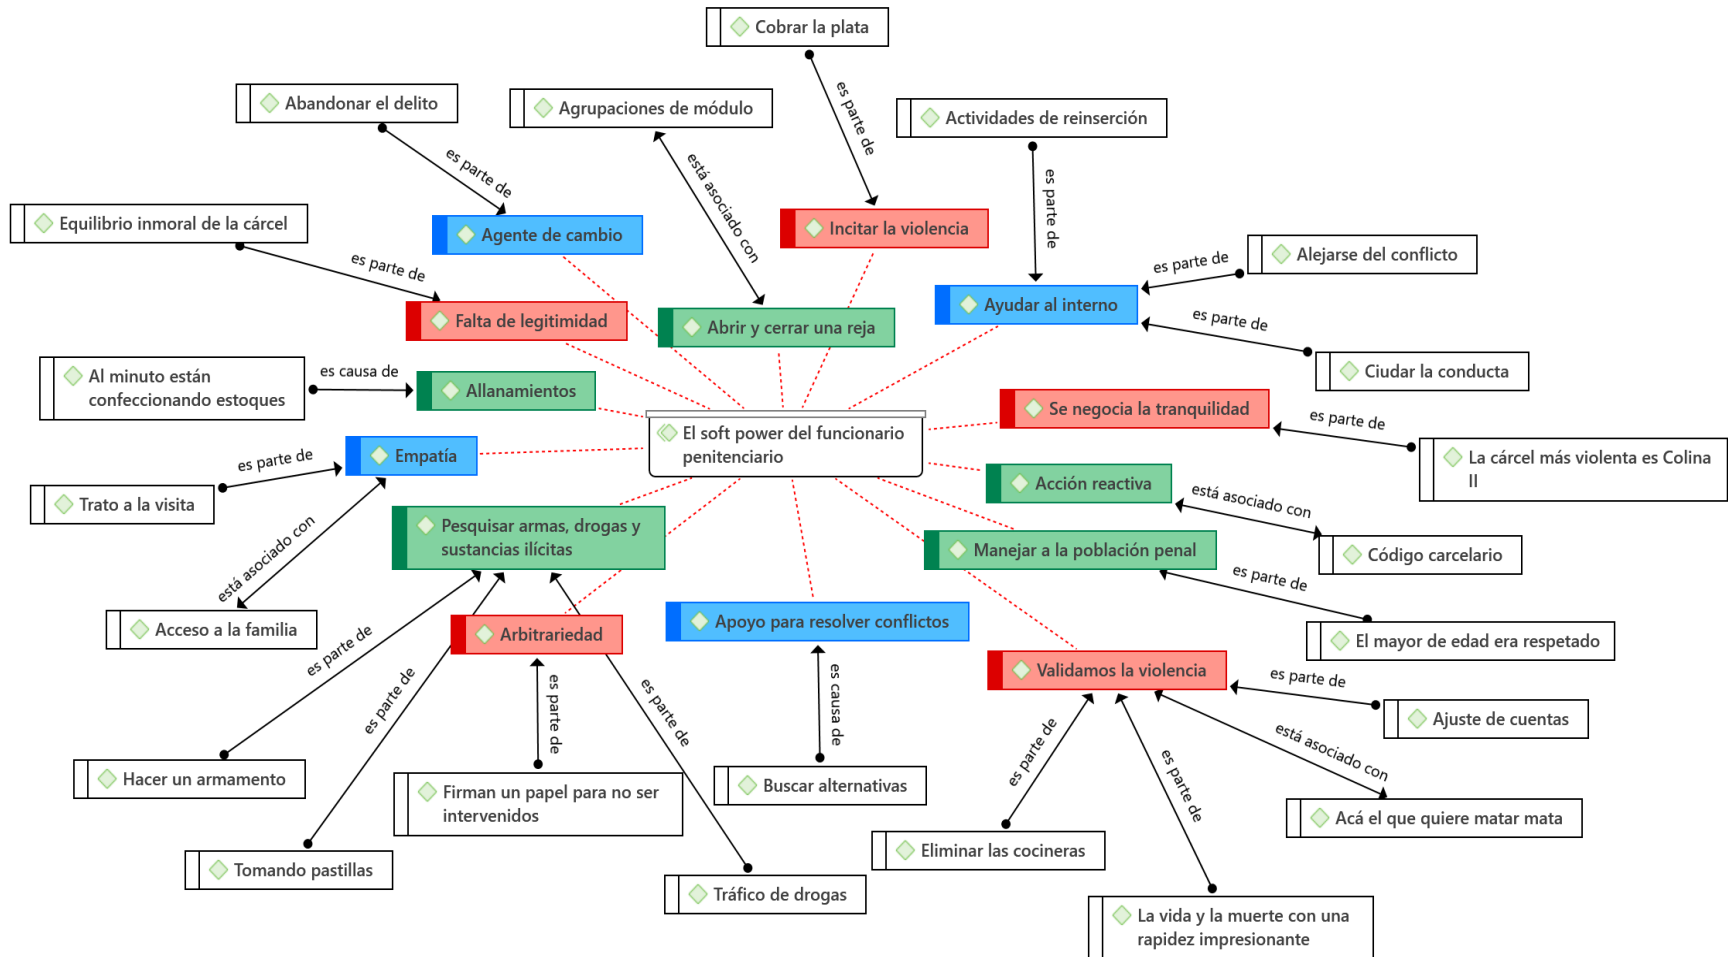 Cobrar la plata
es parte de
Abandonar el delito
Agrupaciones de módulo
Actividades de reinserción
es parte de
está asociado con
es parte de
Equilibrio inmoral de la cárcel
Agente de cambio
Incitar la violencia
Alejarse del conflicto
es parte de
es parte de
Falta de legitimidad
Abrir y cerrar una reja
Ayudar al interno
es parte de
Al minuto están
confeccionando estoques
es causa de
Allanamientos
Ciudar la conducta
Se negocia la tranquilidad
es parte de
El soft power del funcionario
penitenciario
Empatía
es parte de
La cárcel más violenta es Colina
II
Trato a la visita
Acción reactiva
está asociado con
está asociado con
Pesquisar armas, drogas y
sustancias ilícitas
Manejar a la población penal
Código carcelario
es parte de
Acceso a la familia
Arbitrariedad
Apoyo para resolver conflictos
El mayor de edad era respetado
es parte de
Validamos la violencia
es parte de
es parte de
es parte de
es parte de
es causa de
Ajuste de cuentas
es parte de
es parte de
está asociado con
Hacer un armamento
Firman un papel para no ser
intervenidos
Buscar alternativas
Acá el que quiere matar mata
Eliminar las cocineras
Tomando pastillas
Tráfico de drogas
La vida y la muerte con una
rapidez impresionante